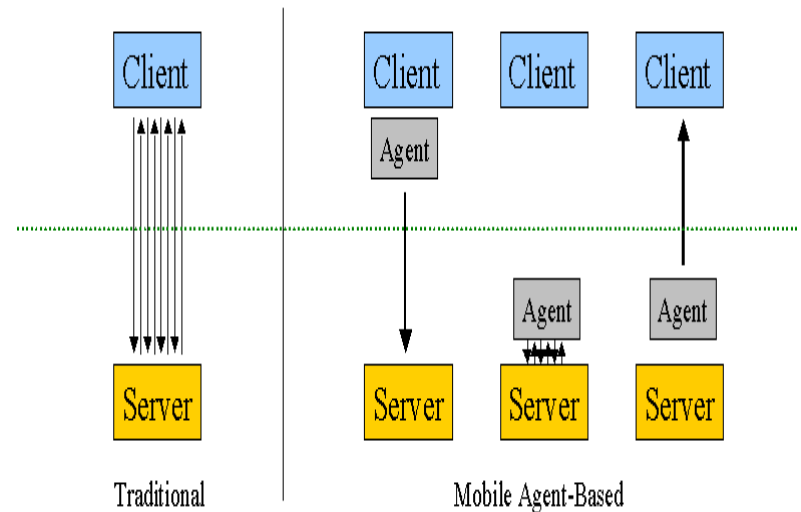 Client
Server
Traditional
Client
Client
Client
Agent
Agent
Agent
Server
Server
Server
Mobile Agent-Based